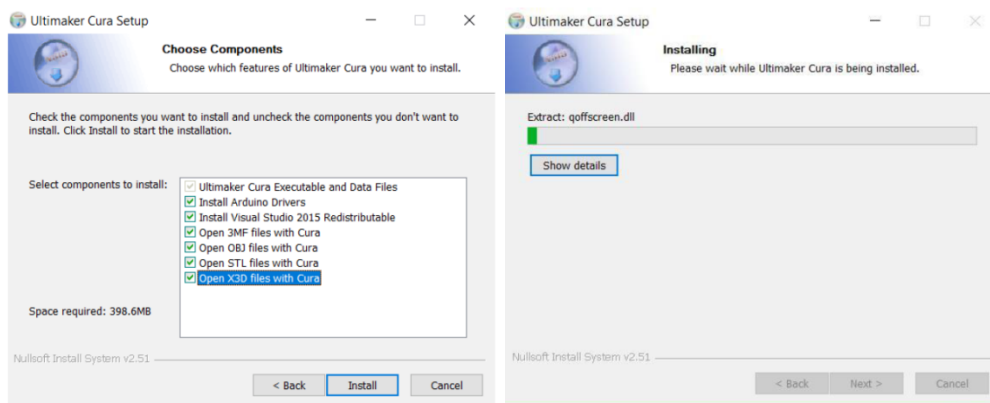 Ultimaker Cura Setup
Choose Components
Choose which features of Ultimaker Cura you want to install.
Check the components you want to install and uncheck the components you don't want to
install. Click Install to start the installation.
Select components to install:
Ultimaker Cura Executable and Data Files
Install Arduino Drivers
Install Visual Studio 2015 Redistributable
Open 3MF files with Cura
Open OBJ files with Cura
Open STL files with Cura
Open X3D files with Cura
Space required: 398.6MB
Nullsoft Install System v2.51
< Back
Install
Cancel
Ultimaker Cura Setup
Installing
Please wait while Ultimaker Cura is being installed.
Extract: qoffscreen.dll
Show details
Nullsoft Install System v2.51
< Back
Next >
Cancel